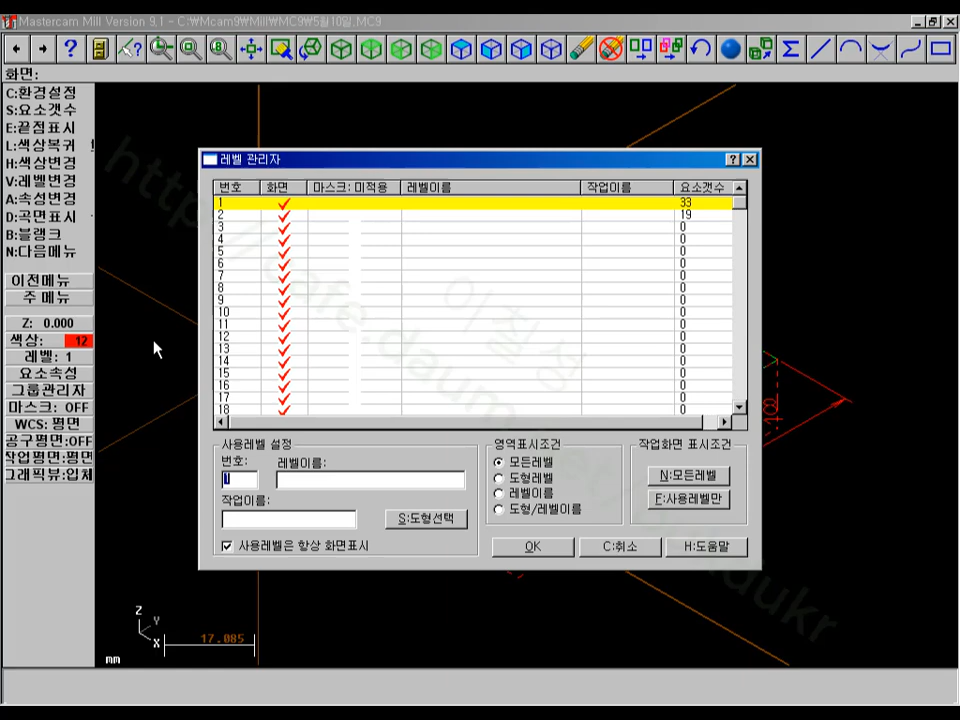 Mastercam Mill Version 9.1 - C:\Mcam9\Mill\MC9\5월10일.MC9
화면:
C:환경설정
S:요소갯수
E:끝점표시
L:색상복귀
H:색상변경
V:레벨변경
A:속성변경
D:곡면표시
B:블랭크
N:다음메뉴
이전메뉴
주 메뉴
Z: 0.000
색상: 12
레벨: 1
요소속성
그룹관리자
마스크: OFF
WCS: 평면
공구평면:OFF
작업평면:평면
그래픽뷰:입체
레벨 관리자
번호 화면 마스크: 미적용 레벨이름 작업이름 요소갯수
1 33
2 19
3 0
4 0
5 0
6 0
7 0
8 0
9 0
10 0
11 0
12 0
13 0
14 0
15 0
16 0
17 0
18 0
사용레벨 설정
번호: 레벨이름:
1
작업이름:
S:도형선택
사용레벨은 항상 화면표시
영역표시조건
모든레벨
도형레벨
레벨이름
도형/레벨이름
작업화면 표시조건
N:모든레벨
F:사용레벨만
OK C:취소 H:도움말
Z
Y
X
17.085
mm
이칠성